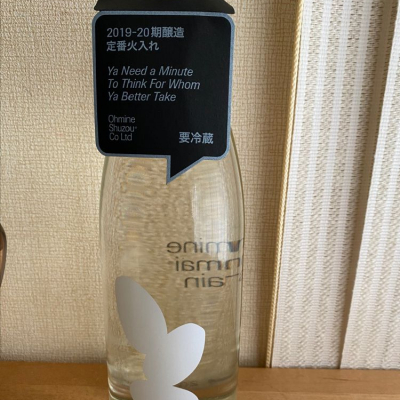 2019-20期醸造
定番火入れ
Ya Need a Minute
To Think For Whom
Ya Better Take
Ohmine
Shuzou
Co Ltd
要冷蔵
mine
mai
ain